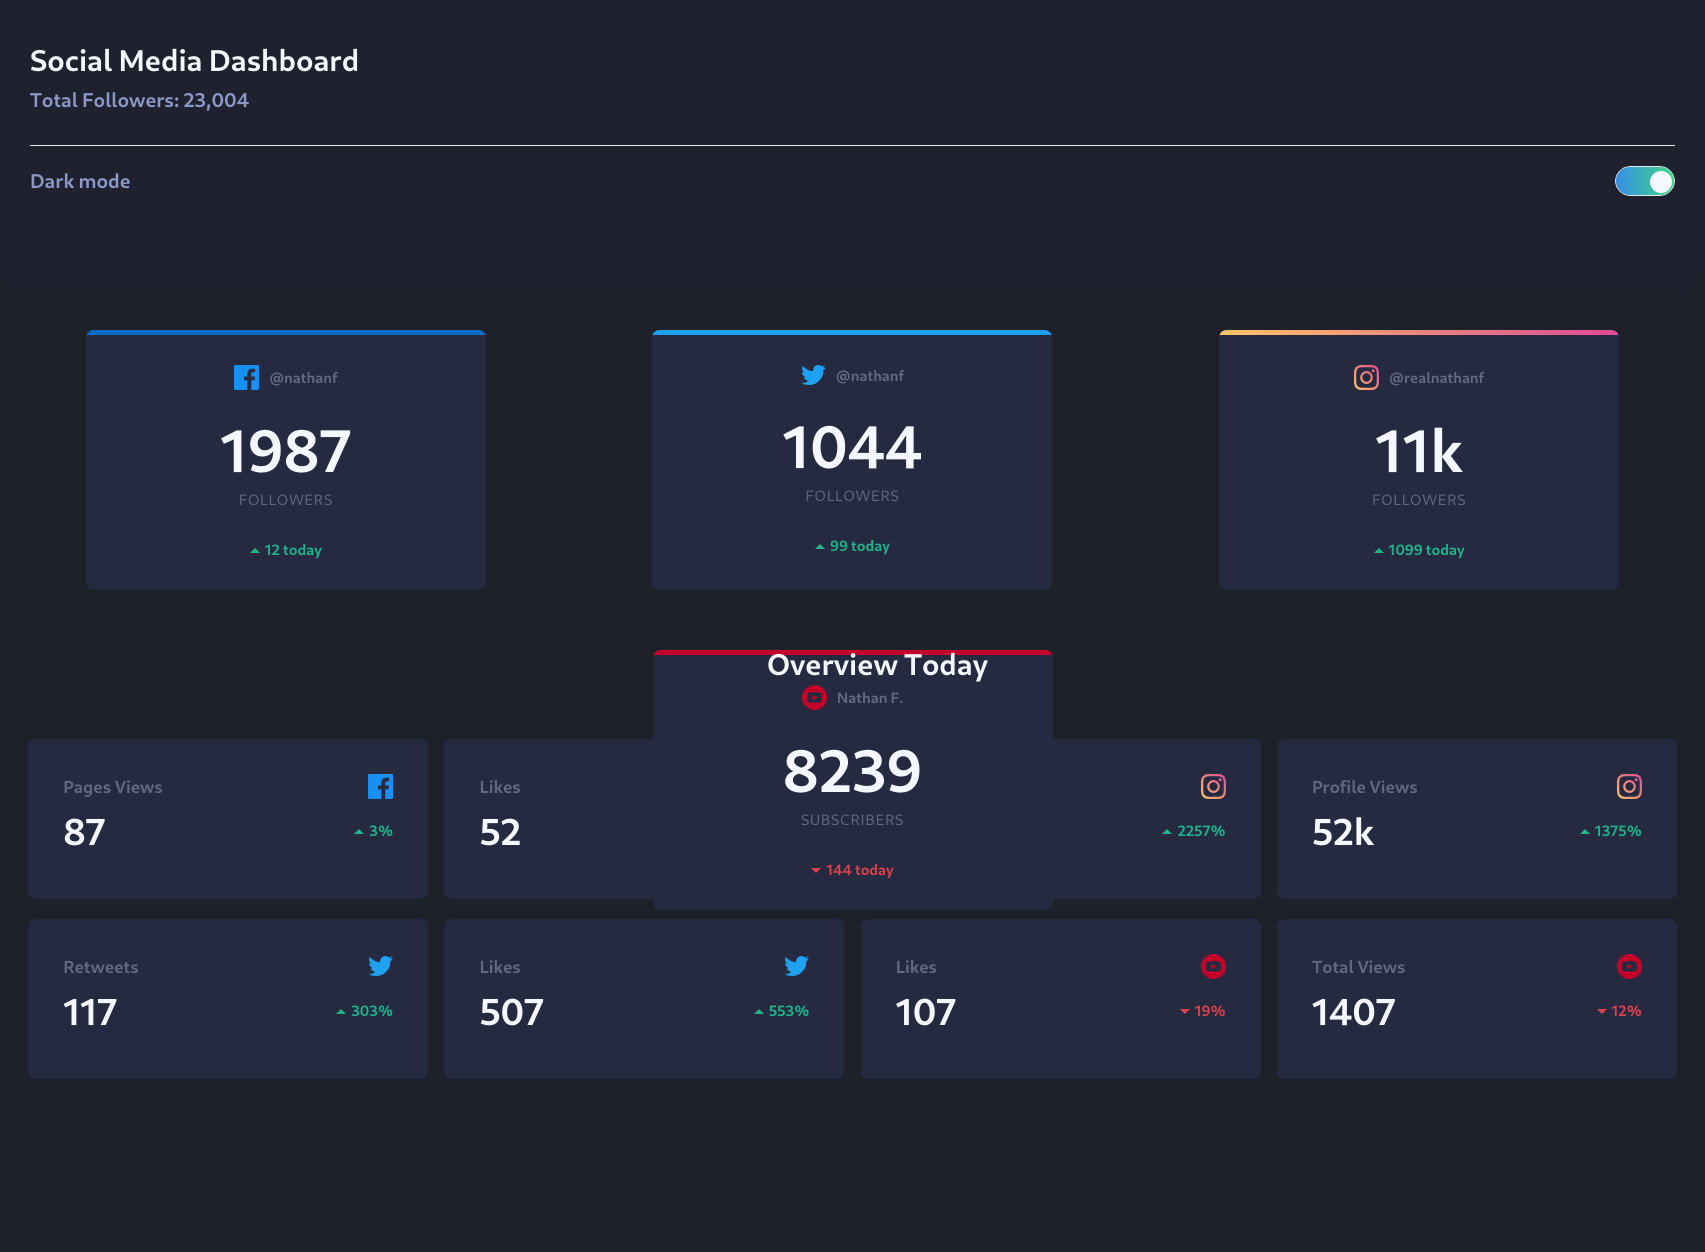 Social Media Dashboard
Total Followers: 23,004
Dark mode
@nathanf
1987
FOLLOWERS
12 today
@nathanf
1044
FOLLOWERS
99 today
@realnathanf
11k
FOLLOWERS
1099 today
Overview Today
Nathan F.
8239
SUBSCRIBERS
144 today
Pages Views
87
3%
Likes
52
2257%
Profile Views
52k
1375%
Retweets
117
303%
Likes
507
553%
Likes
107
19%
Total Views
1407
12%